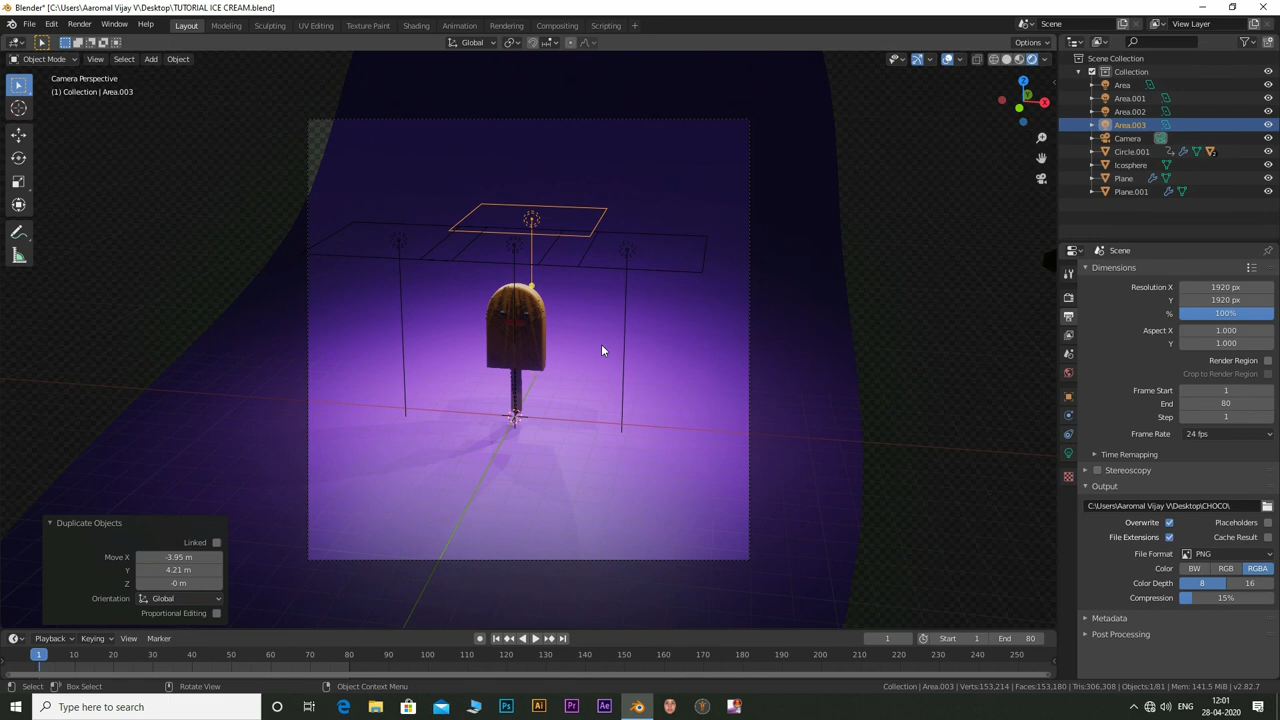 Blender* [C:\Users\Aaromal Vijay V\Desktop\TUTORIAL ICE CREAM.blend]
File Edit Render Window Help Layout Modeling Sculpting UV Editing Texture Paint Shading Animation Rendering Compositing Scripting + Scene View Layer
Global Options
Object Mode View Select Add Object
Camera Perspective
(1) Collection | Area.003
Z
Y
X
Scene Collection
Collection
Area
Area.001
Area.002
Area.003
Camera
Circle.001
Icosphere
Plane
Plane.001
Scene
Dimensions
Resolution X 1920 px
Y 1920 px
% 100%
Aspect X 1.000
Y 1.000
Render Region
Crop to Render Region
Frame Start 1
End 80
Step 1
Frame Rate 24 fps
Time Remapping
Stereoscopy
Output
C:\Users\Aaromal Vijay V\Desktop\CHOCO\
Overwrite Placeholders
File Extensions Cache Result
File Format PNG
Color BW RGB RGBA
Color Depth 8 16
Compression 15%
Metadata
Post Processing
Duplicate Objects
Linked
Move X -3.95 m
Y 4.21 m
Z -0 m
Orientation Global
Proportional Editing
Playback Keying View Marker 1 Start 1 End 80
1 10 20 30 40 50 60 70 80 90 100 110 120 130 140 150 160 170 180 190 200 210 220 230 240 250
Select Box Select Rotate View Object Context Menu Collection | Area.003 | Verts:153,214 | Faces:153,180 | Tris:306,308 | Objects:1/81 | Mem: 141.5 MiB | v2.82.7
Type here to search Ps Ai Pr Ae ENG 12:01
28-04-2020